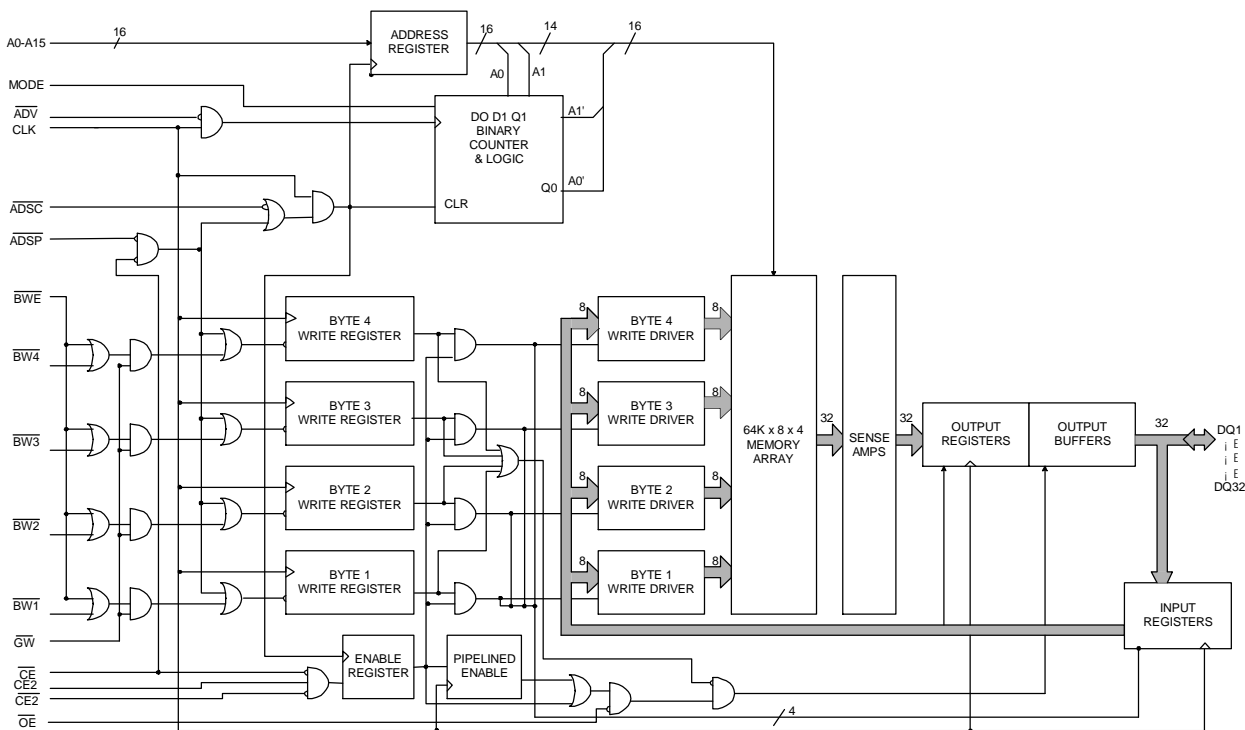 A0-A15
16
ADDRESS
REGISTER
16
14
16
A0
A1
MODE
ADV
CLK
DO D1 Q1
BINARY
COUNTER
& LOGIC
A1'
Q0
A0'
CLR
ADSC
ADSP
BWE
BW4
BW3
BW2
BW1
GW
CE
CE2
CE2
OE
BYTE 4
WRITE REGISTER
BYTE 3
WRITE REGISTER
BYTE 2
WRITE REGISTER
BYTE 1
WRITE REGISTER
ENABLE
REGISTER
PIPELINED
ENABLE
8
BYTE 4
WRITE DRIVER
8
8
BYTE 3
WRITE DRIVER
8
8
BYTE 2
WRITE DRIVER
8
8
BYTE 1
WRITE DRIVER
8
64K x 8 x 4
MEMORY
ARRAY
32
SENSE
AMPS
32
OUTPUT
REGISTERS
OUTPUT
BUFFERS
32
DQ1
¡ E
¡ E
¡ E
DQ32
INPUT
REGISTERS
4